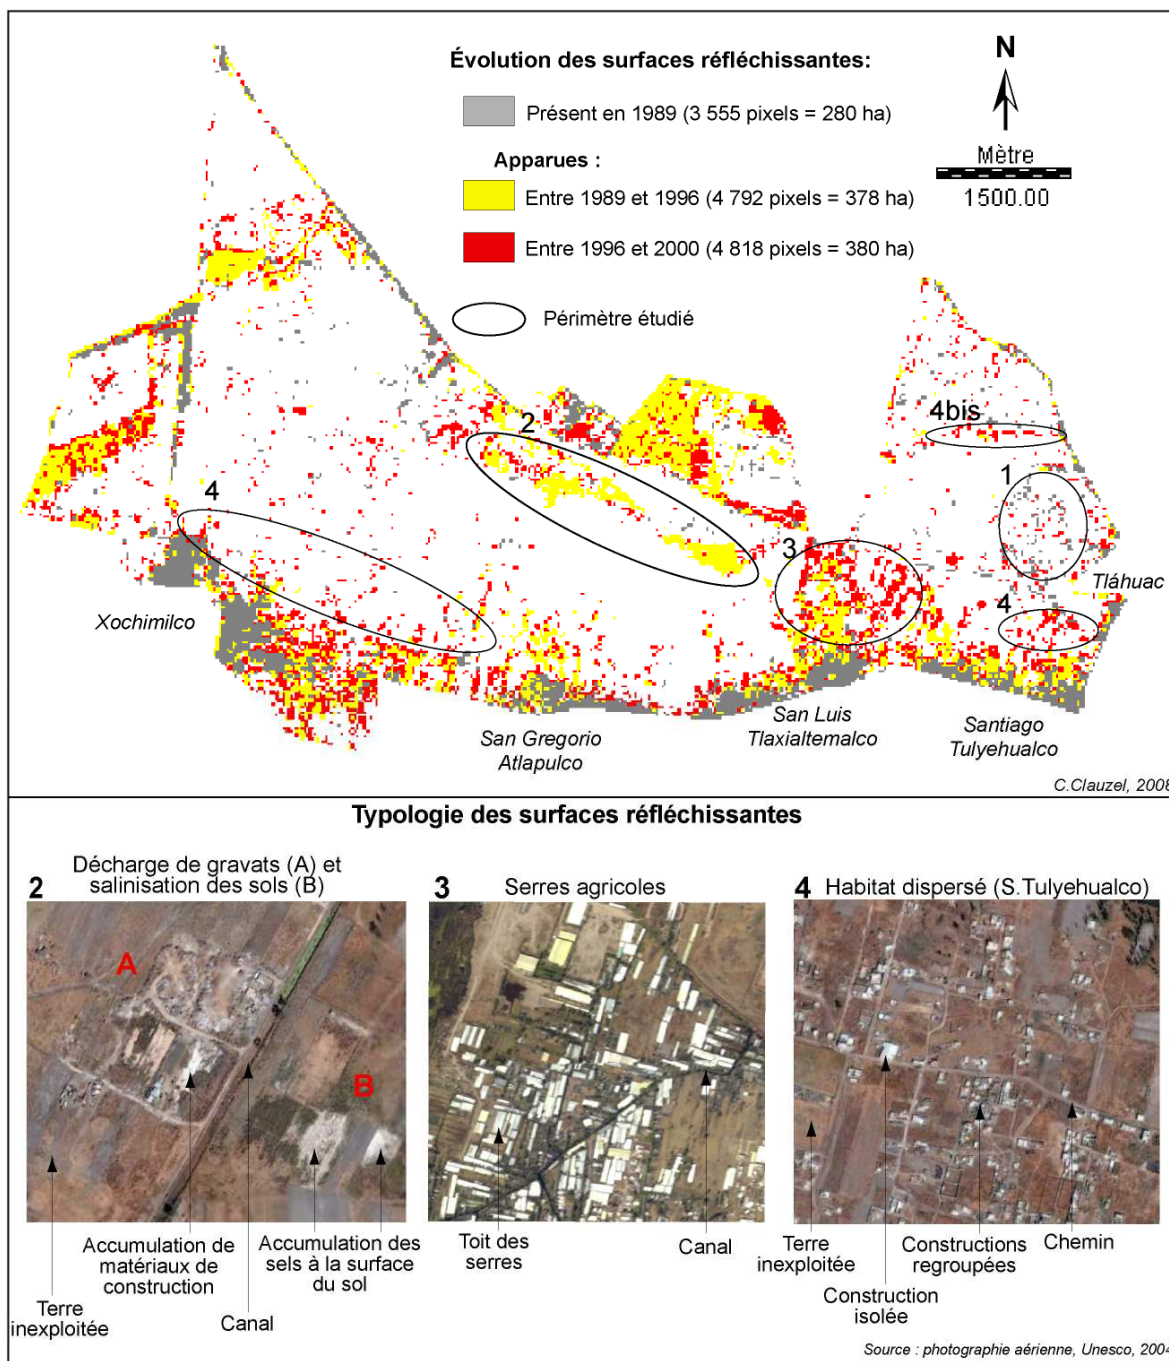 Évolution des surfaces réfléchissantes:
N
Présent en 1989 (3 555 pixels = 280 ha)
Apparues :
Mètre
1500.00
Entre 1989 et 1996 (4 792 pixels = 378 ha)
Entre 1996 et 2000 (4 818 pixels = 380 ha)
Périmètre étudié
4bis
2
1
4
3
Tláhuac
4
Xochimilco
San Gregorio
Atlapulco
San Luis
Tlaxialtemalco
Santiago
Tulyehualco
C.Clauzel, 2008
Typologie des surfaces réfléchissantes
2 Décharge de gravats (A) et
salinisation des sols (B)
3 Serres agricoles
4 Habitat dispersé (S.Tulyehualco)
A
B
Accumulation de
matériaux de
construction
Accumulation des
sels à la surface
du sol
Terre
inexploitée
Canal
Toit des
serres
Canal
Terre
inexploitée
Constructions
regroupées
Chemin
Construction
isolée
Source : photographie aérienne, Unesco, 2004